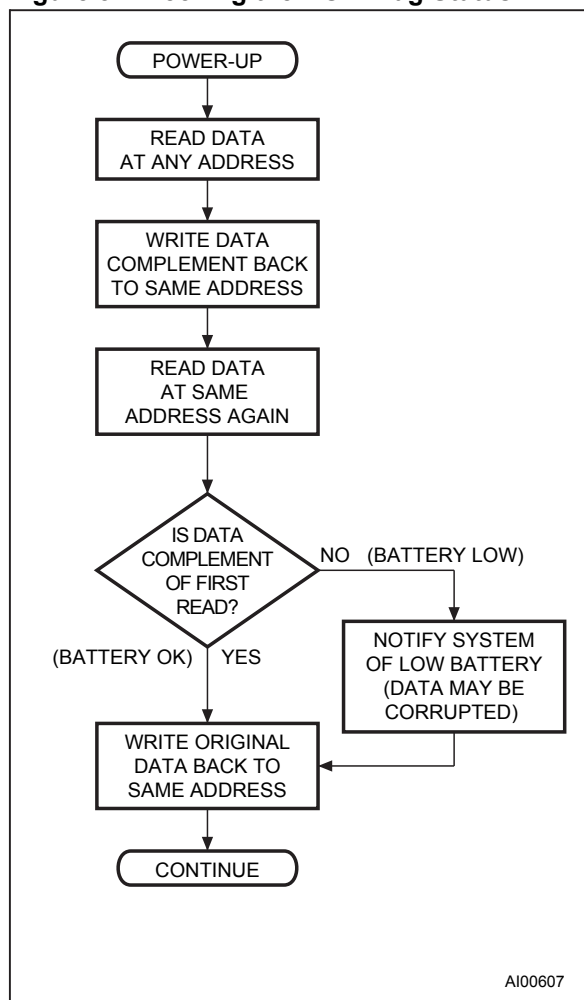 POWER-UP
READ DATA
AT ANY ADDRESS
WRITE DATA
COMPLEMENT BACK
TO SAME ADDRESS
READ DATA
AT SAME
ADDRESS AGAIN
IS DATA
COMPLEMENT
OF FIRST
READ?
NO (BATTERY LOW)
(BATTERY OK) YES
NOTIFY SYSTEM
OF LOW BATTERY
(DATA MAY BE
CORRUPTED)
WRITE ORIGINAL
DATA BACK TO
SAME ADDRESS
CONTINUE
AI00607